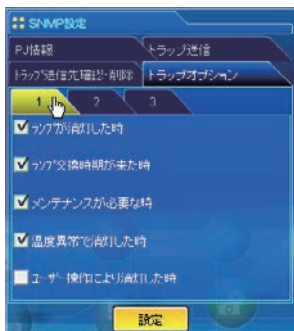 SNMP設定
PJ情報 トラップ送信
トラップ送信先確認・削除 トラップオプション
1 2 3
ランプが消灯した時
ランプ交換時期が来た時
メンテナンスが必要な時
温度異常で消灯した時
ユーザー操作により消灯した時
設定